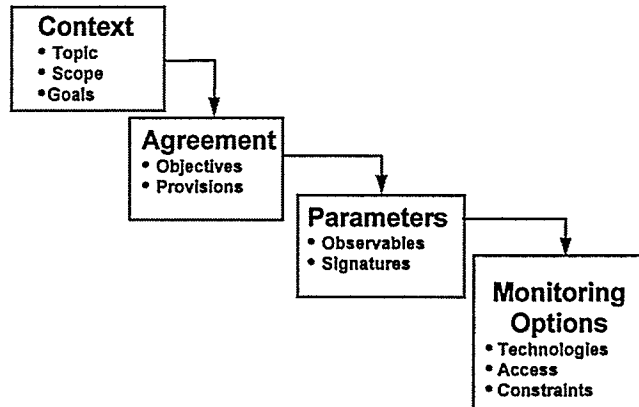 Context
• Topic
• Scope
•Goals
Agreement
• Objectives
• Provisions
Parameters
• Observables
• Signatures
Monitoring
Options
• Technologies
• Access
• Constraints